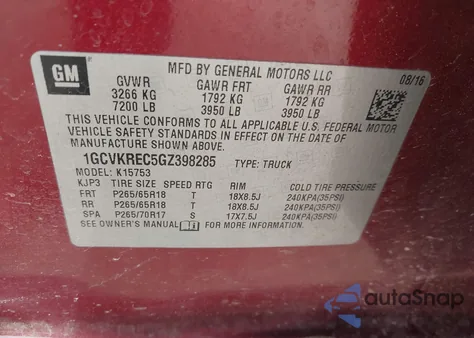 GM
MFD BY GENERAL MOTORS LLC 08/16
GVWR GAWR FRT GAWR RR
3266 KG 1792 KG 1792 KG
7200 LB 3950 LB 3950 LB
THIS VEHICLE CONFORMS TO ALL APPLICABLE U.S. FEDERAL MOTOR
VEHICLE SAFETY STANDARDS IN EFFECT ON THE DATE OF
MANUFACTURE SHOWN ABOVE.
1GCVKREC5GZ398285 TYPE: TRUCK
MODEL: K15753
KJP3 TIRE SIZE SPEED RTG RIM COLD TIRE PRESSURE
FRT P265/65R18 T 18X8.5J 240KPA(35PSI)
RR P265/65R18 T 18X8.5J 240KPA(35PSI)
SPA P265/70R17 S 17X7.5J 240KPA(35PSI)
SEE OWNER'S MANUAL FOR MORE INFORMATION.
autoSnap